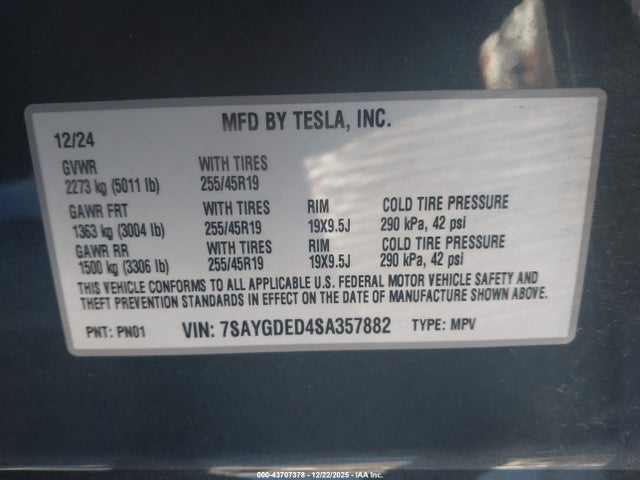 MFD BY TESLA, INC.
12/24
GVWR WITH TIRES
2273 kg (5011 lb) 255/45R19
GAWR FRT WITH TIRES RIM COLD TIRE PRESSURE
1363 kg (3004 lb) 255/45R19 19X9.5J 290 kPa, 42 psi
GAWR RR WITH TIRES RIM COLD TIRE PRESSURE
1500 kg (3306 lb) 255/45R19 19X9.5J 290 kPa, 42 psi
THIS VEHICLE CONFORMS TO ALL APPLICABLE U.S. FEDERAL MOTOR VEHICLE SAFETY AND
THEFT PREVENTION STANDARDS IN EFFECT ON THE DATE OF MANUFACTURE SHOWN ABOVE.
PNT: PN01 VIN: 7SAYGDED4SA357882 TYPE: MPV
000-43707378 - 12/22/2025 - IAA Inc.